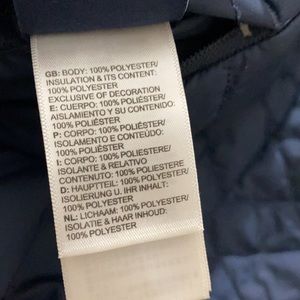 GB: BODY: 100% POLYESTER/
INSULATION & ITS CONTENT:
100% POLYESTER
EXCLUSIVE OF DECORATION
E: CUERPO: 100% POLIÉSTER/
AISLAMIENTO Y SU CONTENIDO:
100% POLIÉSTER
P: CORPO: 100% POLIÉSTER/
ISOLAMENTO E CONTEÚDO:
100% POLIÉSTER
I: CORPO: 100% POLIESTERE/
ISOLANTE & RELATIVO
CONTENUTO: 100% POLIESTERE
D: HAUPTTEIL: 100% POLYESTER/
ISOLIERUNG U. IHR INHALT:
100% POLYESTER
NL: LICHAAM: 100% POLYESTER/
ISOLATIE & HAAR INHOUD:
100% POLYESTER